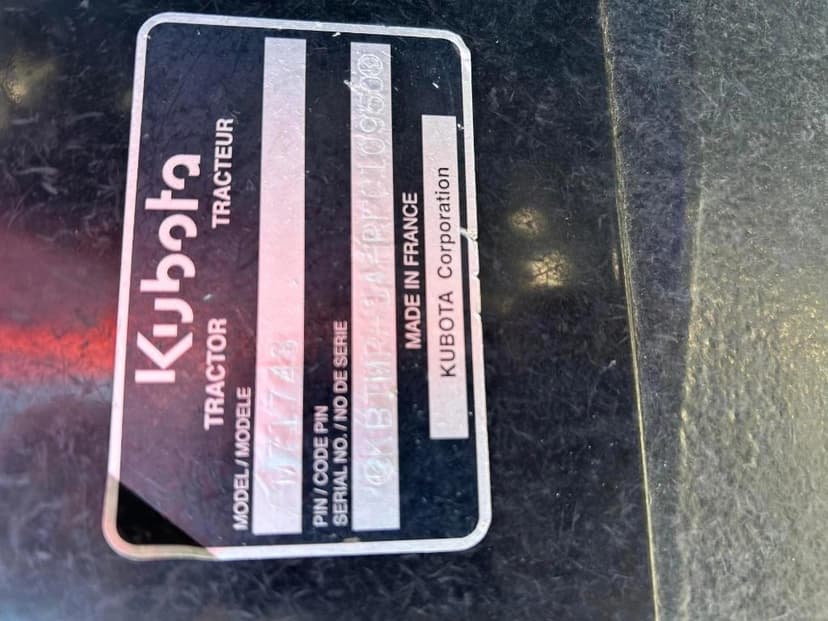 Kubota
TRACTOR TRACTEUR
MODEL / MODELE
PIN / CODE PIN
SERIAL NO. / NO DE SERIE
MADE IN FRANCE
KUBOTA Corporation